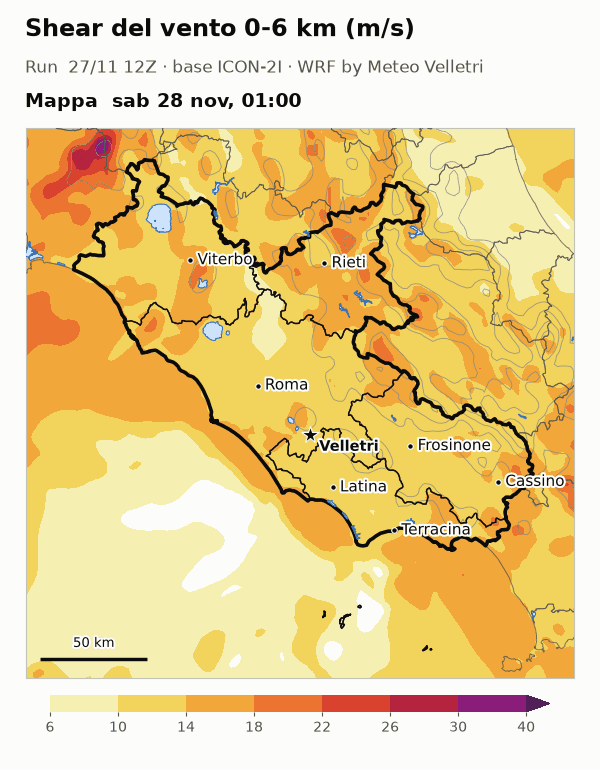 Shear del vento 0-6 km (m/s)
Run  27/11 12Z · base ICON-2I · WRF by Meteo Velletri
Mappa  sab 28 nov, 01:00
Viterbo
Rieti
Roma
Velletri
Frosinone
Cassino
Latina
Terracina
50 km
6 10 14 18 22 26 30 40